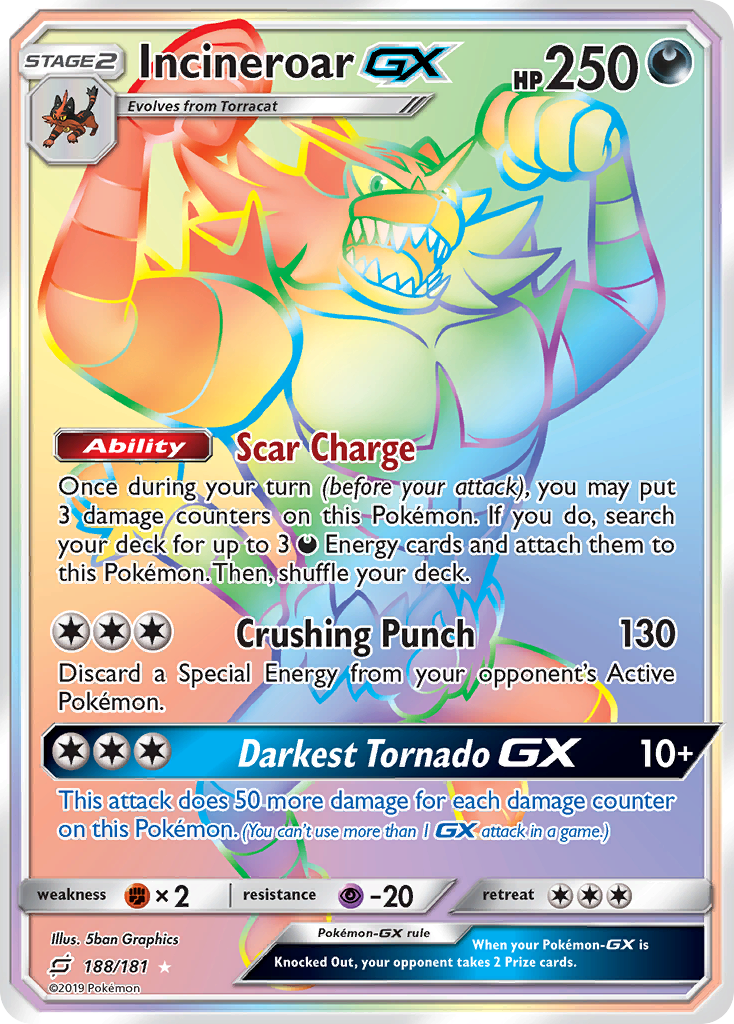 STAGE2 Incineroar GX HP250
Evolves from Torracat
Ability Scar Charge
Once during your turn (before your attack), you may put
3 damage counters on this Pokémon. If you do, search
your deck for up to 3 Energy cards and attach them to
this Pokémon. Then, shuffle your deck.
Crushing Punch 130
Discard a Special Energy from your opponent's Active
Pokémon.
Darkest Tornado GX 10+
This attack does 50 more damage for each damage counter
on this Pokémon. (You can't use more than 1 GX attack in a game.)
weakness ×2 resistance -20 retreat
Illus. 5ban Graphics
188/181
©2019 Pokémon
Pokémon-GX rule
When your Pokémon-GX is
Knocked Out, your opponent takes 2 Prize cards.